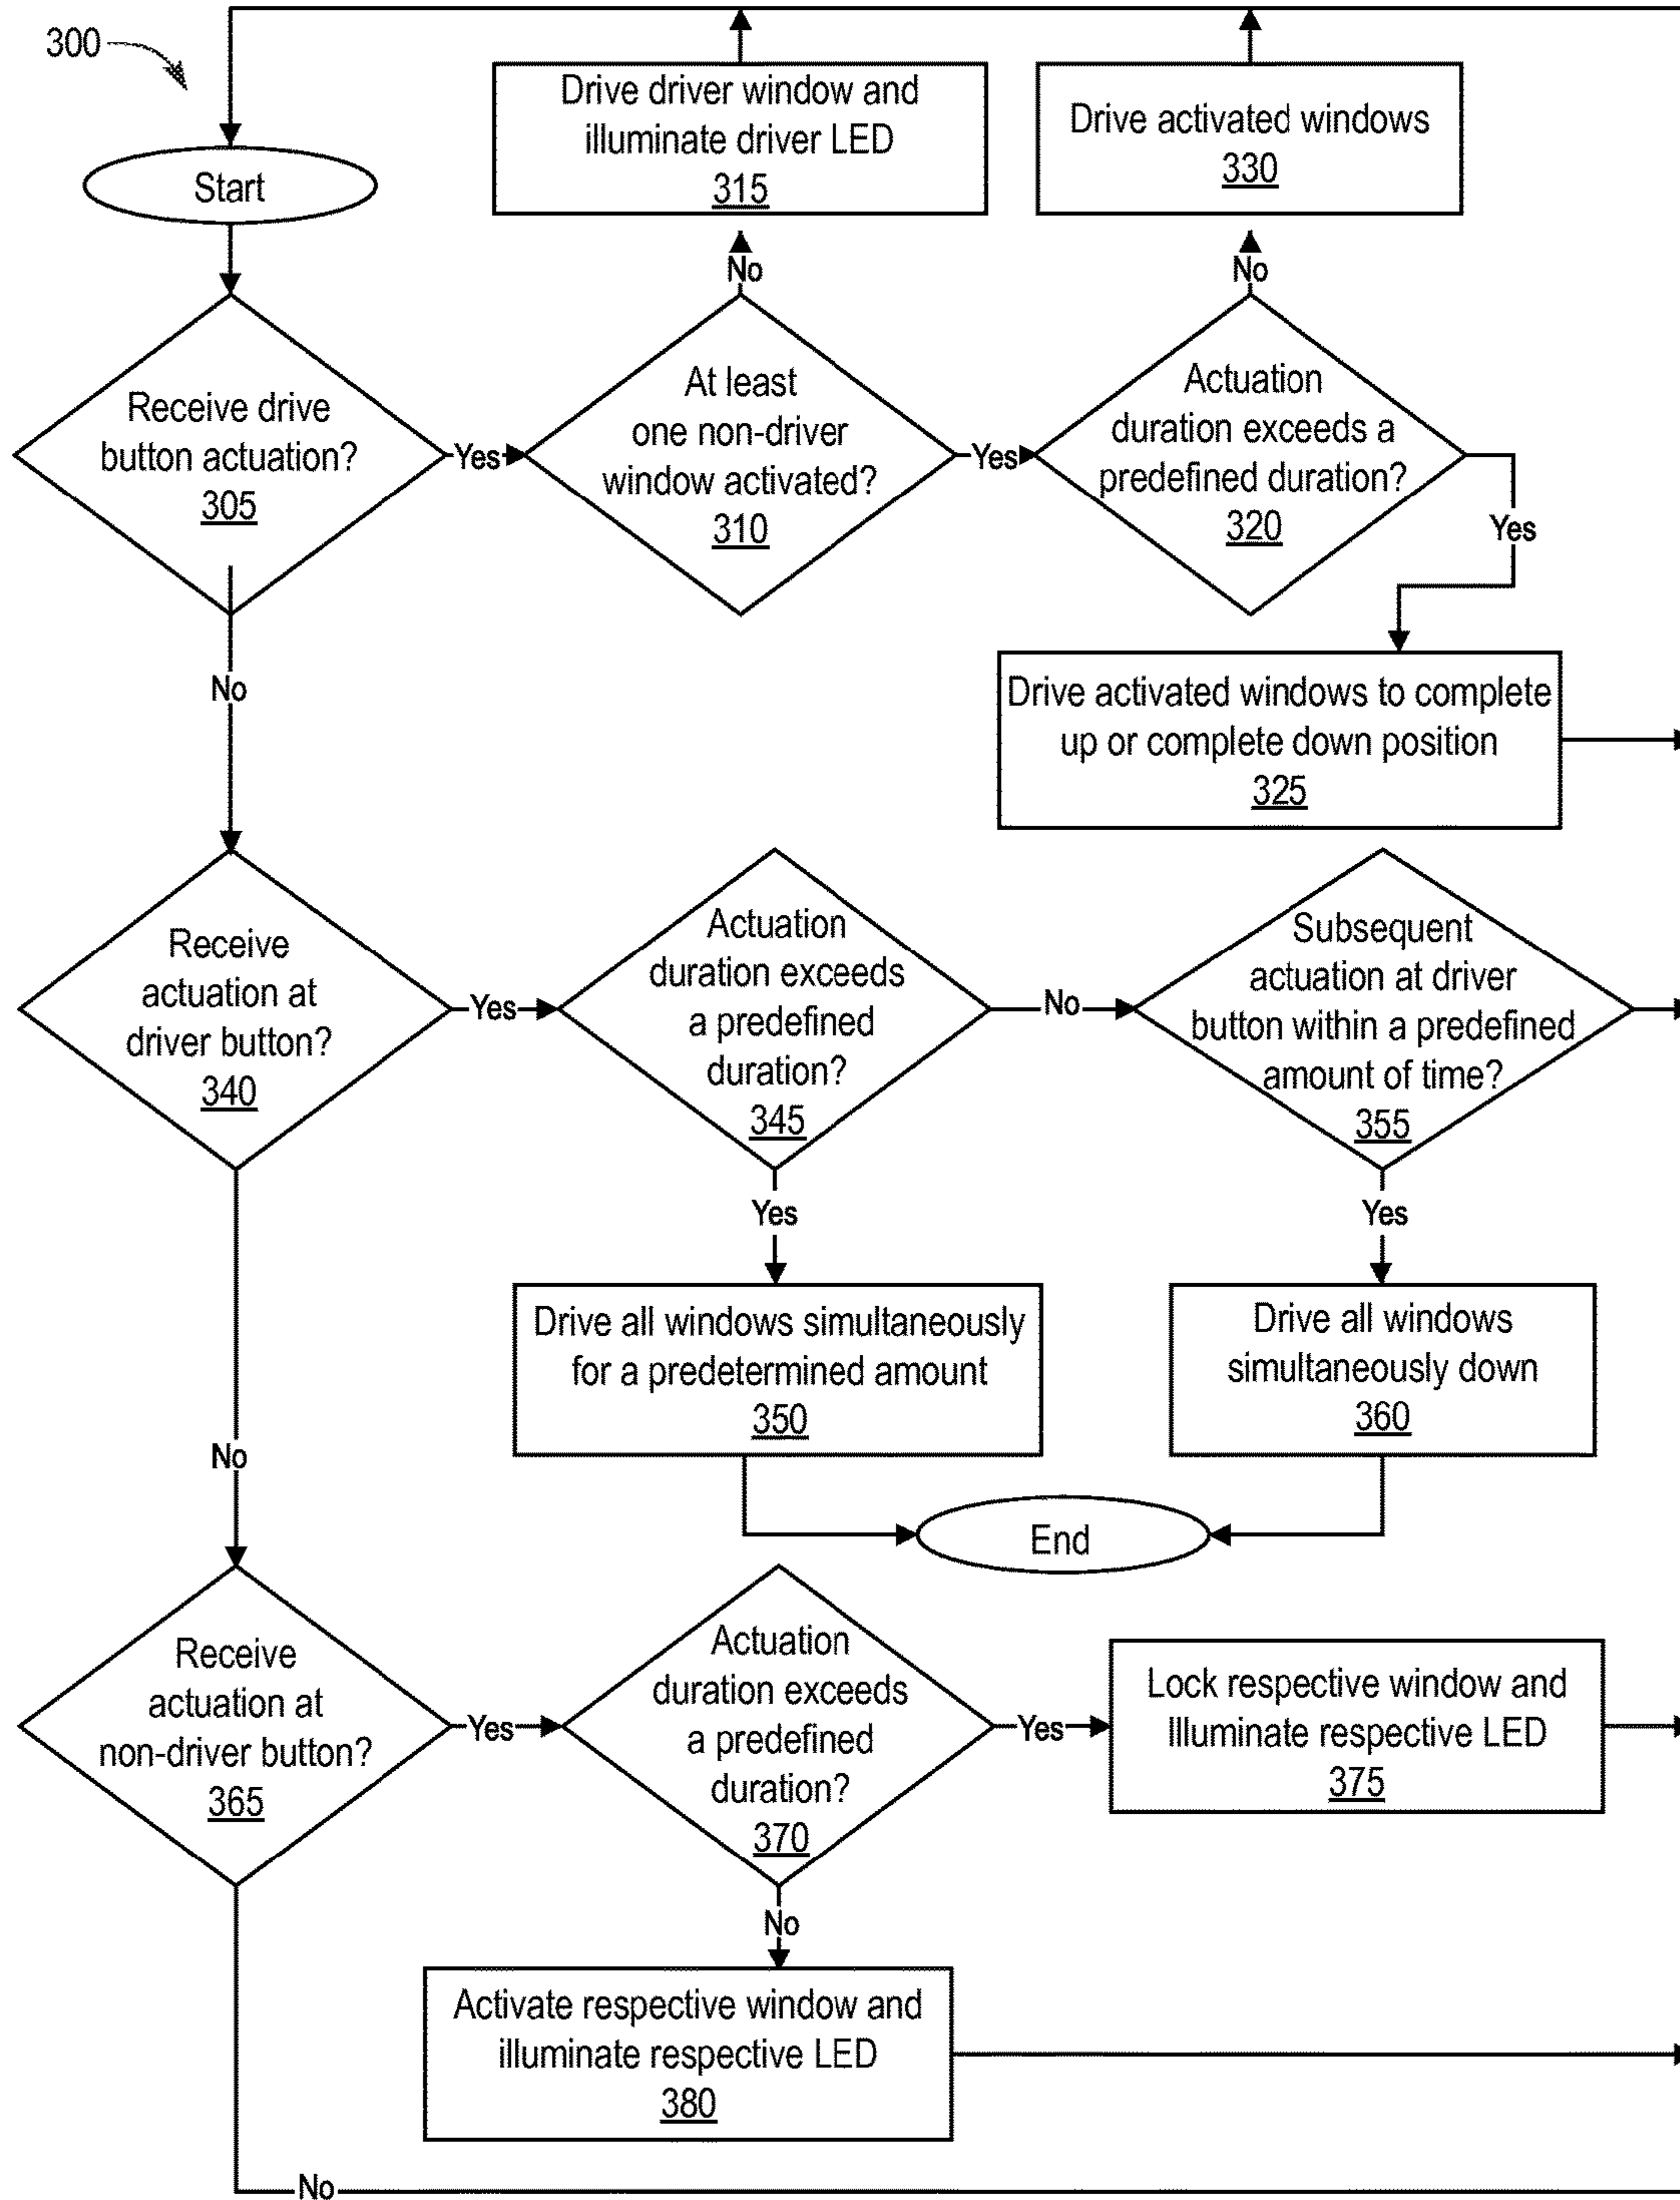 300
Start
Drive driver window and
illuminate driver LED
315
Drive activated windows
330
No
No
Receive drive
button actuation?
305
Yes
At least
one non-driver
window activated?
310
Yes
Actuation
duration exceeds a
predefined duration?
320
Yes
No
Drive activated windows to complete
up or complete down position
325
Receive
actuation at
driver button?
340
Yes
Actuation
duration exceeds
a predefined
duration?
345
No
Subsequent
actuation at driver
button within a predefined
amount of time?
355
Yes
Yes
Drive all windows simultaneously
for a predetermined amount
350
Drive all windows
simultaneously down
360
No
End
Receive
actuation at
non-driver button?
365
Yes
Actuation
duration exceeds
a predefined
duration?
370
Yes
Lock respective window and
Illuminate respective LED
375
No
Activate respective window and
illuminate respective LED
380
No